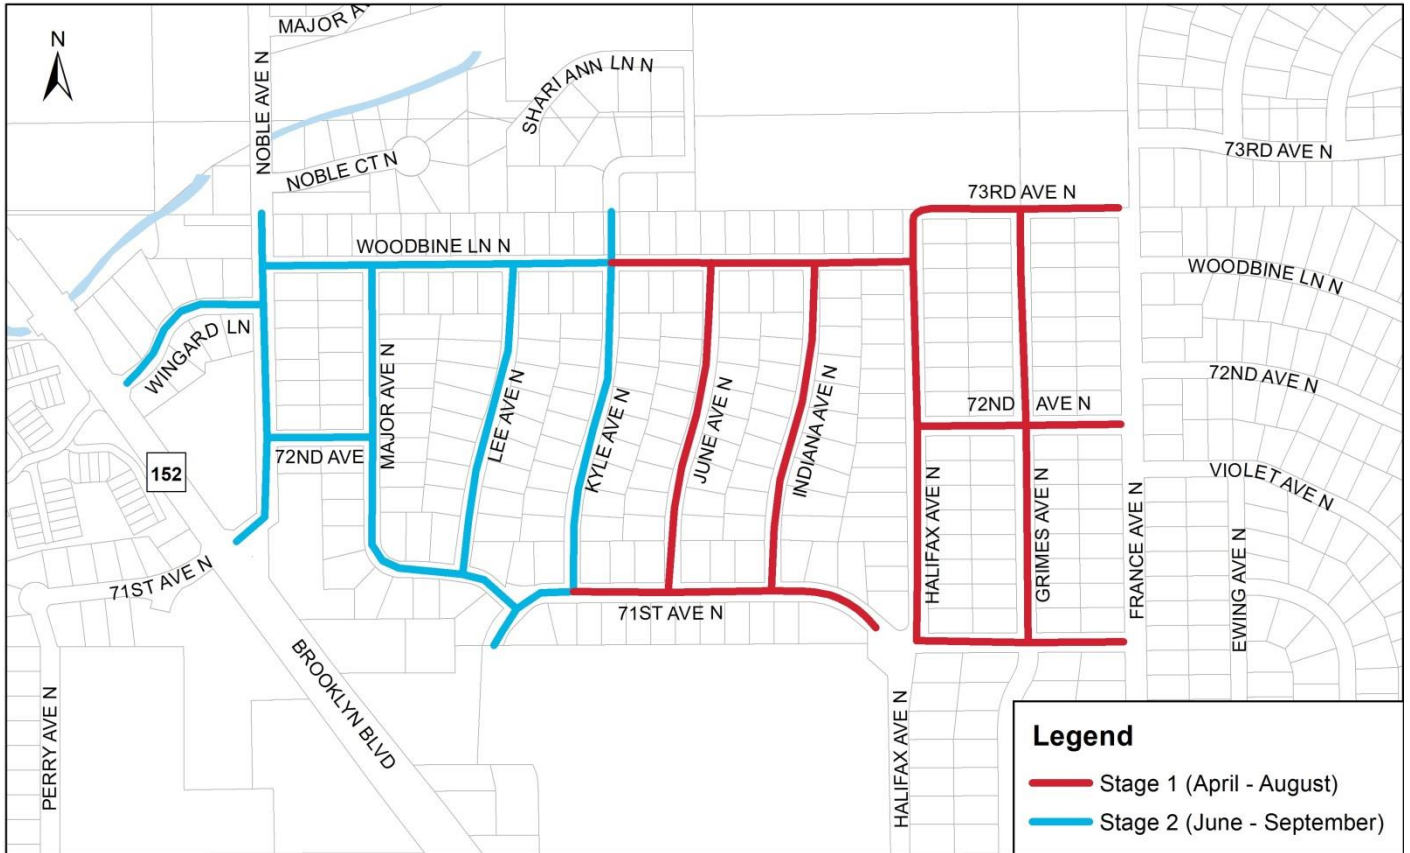 MAJOR AV
N
NOBLE AVE N
SHARI ANN LN N
NOBLE CT N
73RD AVE N
73RD AVE N
WOODBINE LN N
WOODBINE LN N
WINGARD LN
MAJOR AVE N
LEE AVE N
KYLE AVE N
JUNE AVE N
INDIANA AVE N
72ND AVE N
72ND AVE N
72ND AVE
152
VIOLET AVE N
HALIFAX AVE N
GRIMES AVE N
FRANCE AVE N
EWING AVE N
71ST AVE N
71ST AVE N
BROOKLYN BLVD
PERRY AVE N
HALIFAX AVE N
Legend
Stage 1 (April - August)
Stage 2 (June - September)